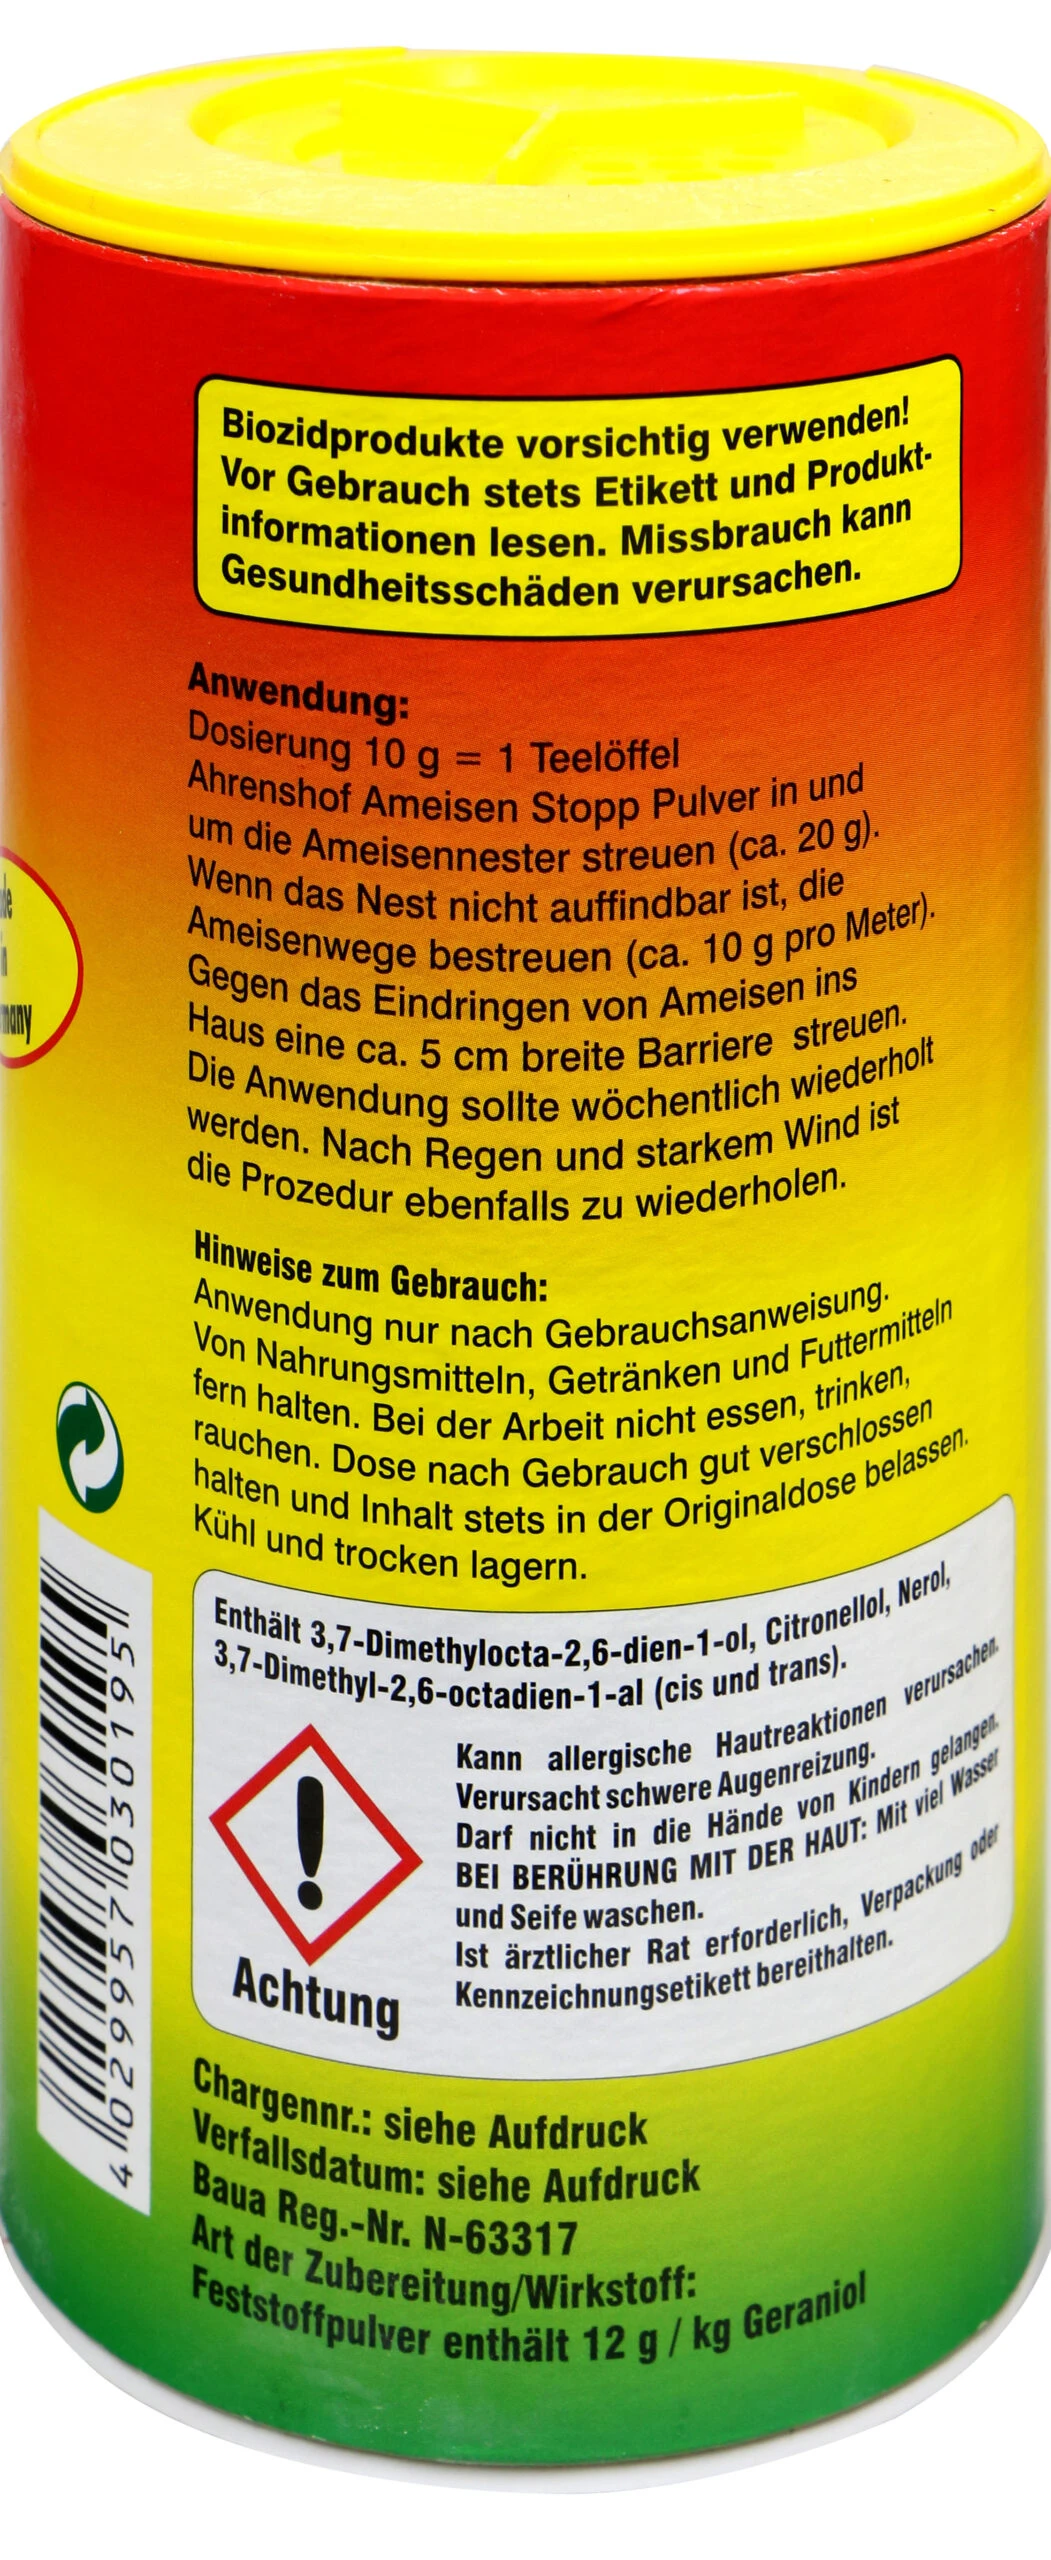 Biozidprodukte vorsichtig verwenden!
Vor Gebrauch stets Etikett und Produkt-
informationen lesen. Missbrauch kann
Gesundheitsschäden verursachen.
Anwendung:
Dosierung 10 g = 1 Teelöffel
Ahrenshof Ameisen Stopp Pulver in und
um die Ameisennester streuen (ca. 20 g).
Wenn das Nest nicht auffindbar ist, die
Ameisenwege bestreuen (ca. 10 g pro Meter).
Gegen das Eindringen von Ameisen ins
Haus eine ca. 5 cm breite Barriere streuen.
Die Anwendung sollte wöchentlich wiederholt
werden. Nach Regen und starkem Wind ist
die Prozedur ebenfalls zu wiederholen.
Hinweise zum Gebrauch:
Anwendung nur nach Gebrauchsanweisung.
Von Nahrungsmitteln, Getränken und Futtermitteln
fern halten. Bei der Arbeit nicht essen, trinken,
rauchen. Dose nach Gebrauch gut verschlossen
halten und Inhalt stets in der Originaldose belassen.
Kühl und trocken lagern.
Enthält 3,7-Dimethylocta-2,6-dien-1-ol, Citronellol, Nerol,
3,7-Dimethyl-2,6-octadien-1-al (cis und trans).
Kann allergische Hautreaktionen verursachen.
Verursacht schwere Augenreizung.
Darf nicht in die Hände von Kindern gelangen.
BEI BERÜHRUNG MIT DER HAUT: Mit viel Wasser
und Seife waschen.
Ist ärztlicher Rat erforderlich, Verpackung oder
Kennzeichnungsetikett bereithalten.
Achtung
Chargennr.: siehe Aufdruck
Verfallsdatum: siehe Aufdruck
Baua Reg.-Nr. N-63317
Art der Zubereitung/Wirkstoff:
Feststoffpulver enthält 12 g / kg Geraniol
4 029957 030195